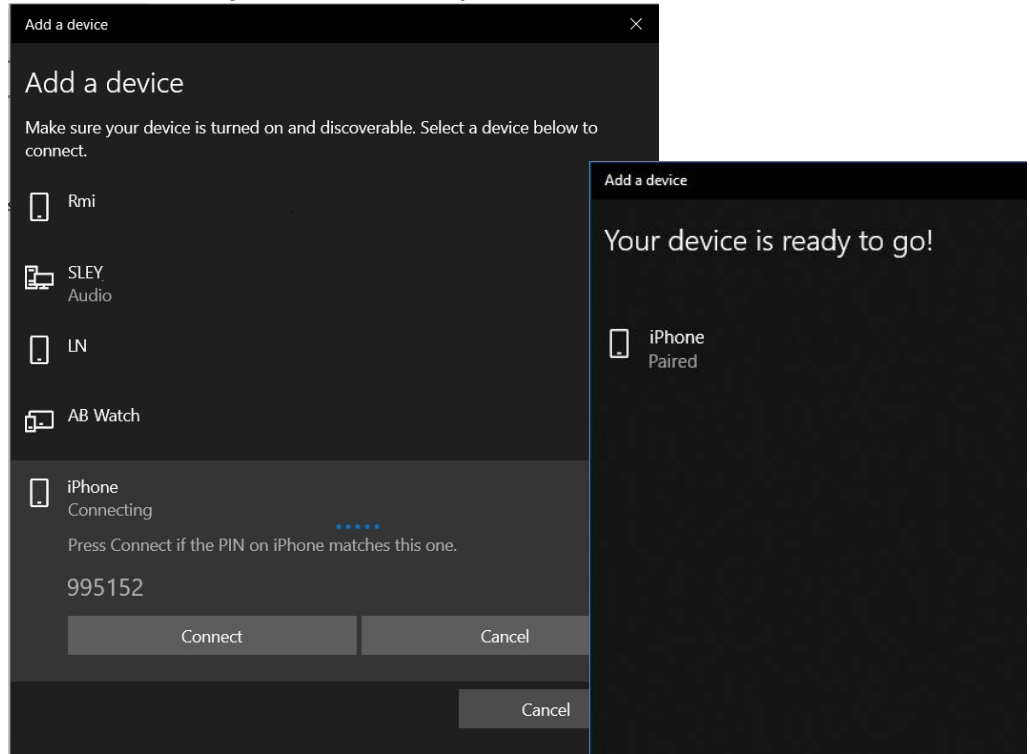 Add a device
Add a device
Make sure your device is turned on and discoverable. Select a device below to
connect.
Rmi
SLEY
Audio
LN
AB Watch
iPhone
Connecting
Press Connect if the PIN on iPhone matches this one.
995152
Connect
Cancel
Cancel
Add a device
Your device is ready to go!
iPhone
Paired